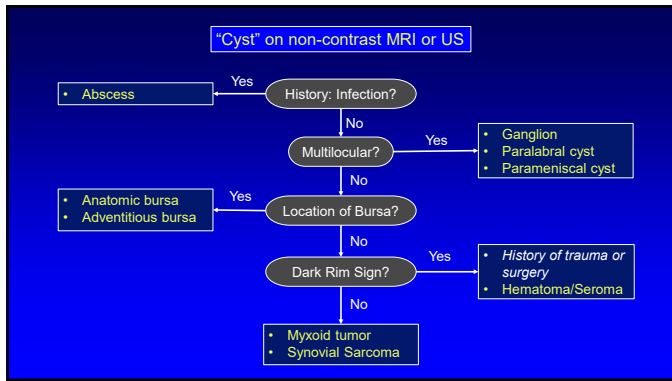 “Cyst” on non-contrast MRI or US
Yes
• Abscess
History: Infection?
No
Yes
Multilocular?
• Ganglion
• Paralabral cyst
• Parameniscal cyst
No
Yes
• Anatomic bursa
• Adventitious bursa
Location of Bursa?
No
Yes
Dark Rim Sign?
• History of trauma or
surgery
• Hematoma/Seroma
No
• Myxoid tumor
• Synovial Sarcoma